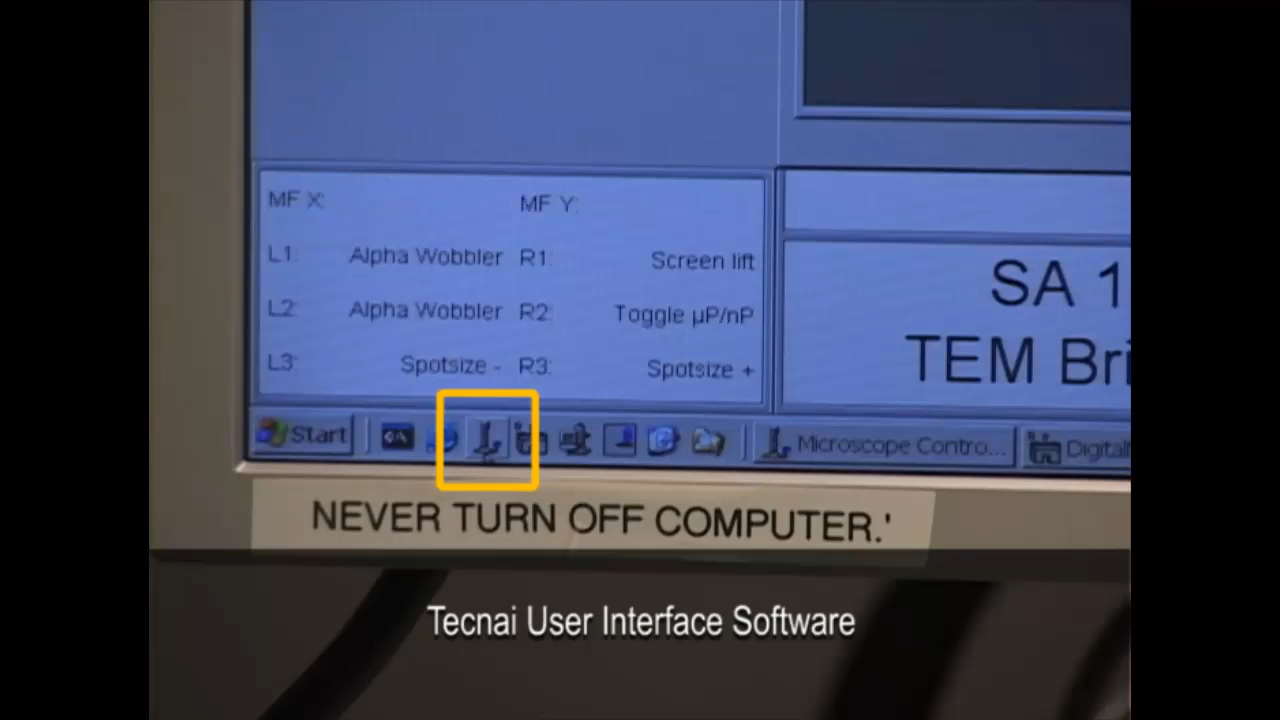 MF X: MF Y:
L1: Alpha Wobbler R1: Screen lift
L2: Alpha Wobbler R2: Toggle µP/nP
L3: Spotsize - R3: Spotsize +
SA 1
TEM Bri
Start Microscope Contro... Digital
NEVER TURN OFF COMPUTER.'
Tecnai User Interface Software